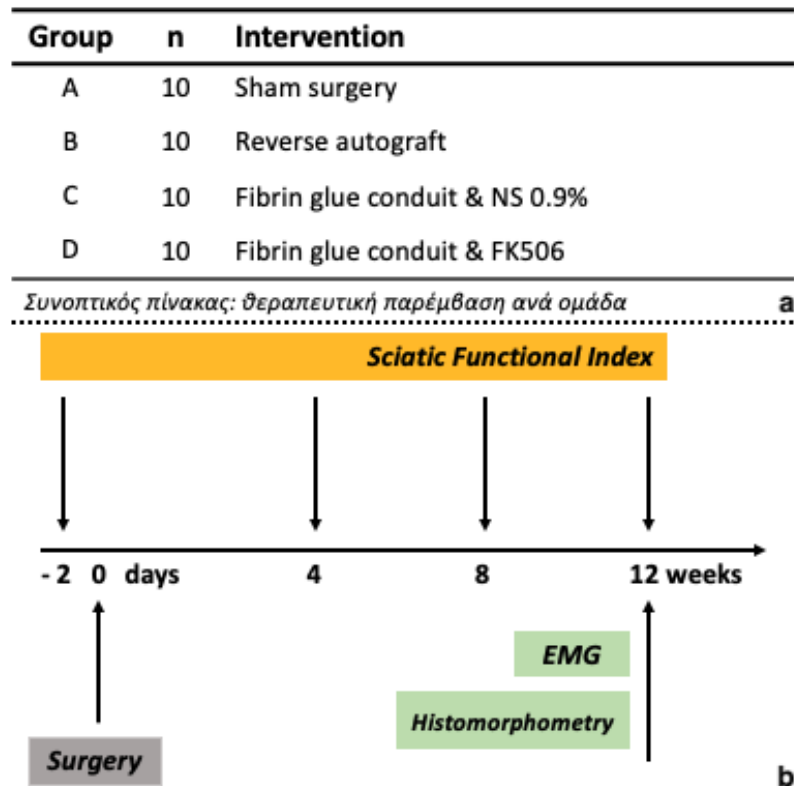 Group n Intervention
A 10 Sham surgery
B 10 Reverse autograft
C 10 Fibrin glue conduit & NS 0.9%
D 10 Fibrin glue conduit & FK506
Συνοπτικός πίνακας: θεραπευτική παρέμβαση ανά ομάδα a
Sciatic Functional Index
- 2 0 days 4 8 12 weeks
EMG
Histomorphometry
Surgery
b